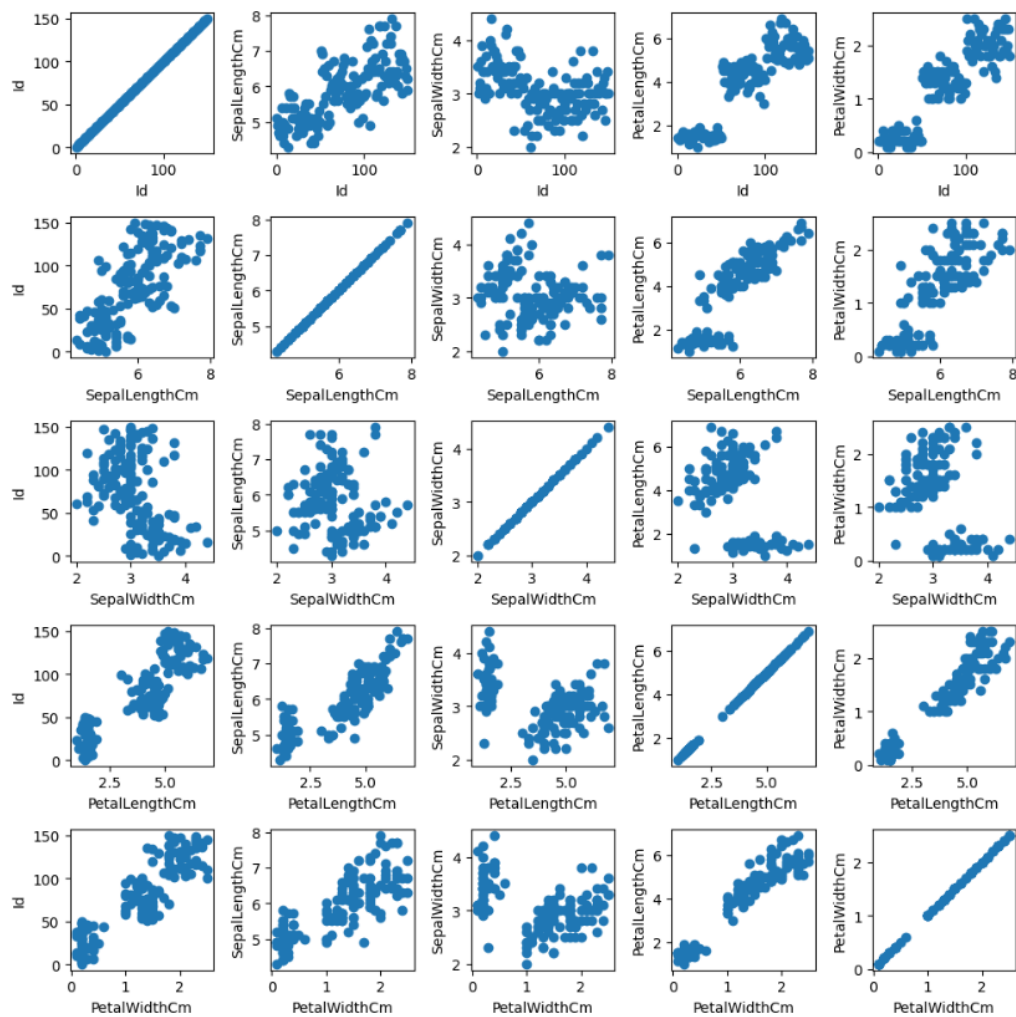 Id
150
100
50
0
0 100
Id
SepalLengthCm
8
7
6
5
0 100
Id
SepalWidthCm
4
3
2
0 100
Id
PetalLengthCm
6
4
2
0 100
Id
PetalWidthCm
2
1
0
0 100
Id
Id
150
100
50
0
6 8
SepalLengthCm
SepalLengthCm
8
7
6
5
6 8
SepalLengthCm
SepalWidthCm
4
3
2
6 8
SepalLengthCm
PetalLengthCm
6
4
2
6 8
SepalLengthCm
PetalWidthCm
2
1
0
6 8
SepalLengthCm
Id
150
100
50
0
2 3 4
SepalWidthCm
SepalLengthCm
8
7
6
5
2 3 4
SepalWidthCm
SepalWidthCm
4
3
2
2 3 4
SepalWidthCm
PetalLengthCm
6
4
2
2 3 4
SepalWidthCm
PetalWidthCm
2
1
0
2 3 4
SepalWidthCm
Id
150
100
50
0
2.5 5.0
PetalLengthCm
SepalLengthCm
8
7
6
5
2.5 5.0
PetalLengthCm
SepalWidthCm
4
3
2
2.5 5.0
PetalLengthCm
PetalLengthCm
6
4
2
2.5 5.0
PetalLengthCm
PetalWidthCm
2
1
0
2.5 5.0
PetalLengthCm
Id
150
100
50
0
0 1 2
PetalWidthCm
SepalLengthCm
8
7
6
5
0 1 2
PetalWidthCm
SepalWidthCm
4
3
2
0 1 2
PetalWidthCm
PetalLengthCm
6
4
2
0 1 2
PetalWidthCm
PetalWidthCm
2
1
0
0 1 2
PetalWidthCm